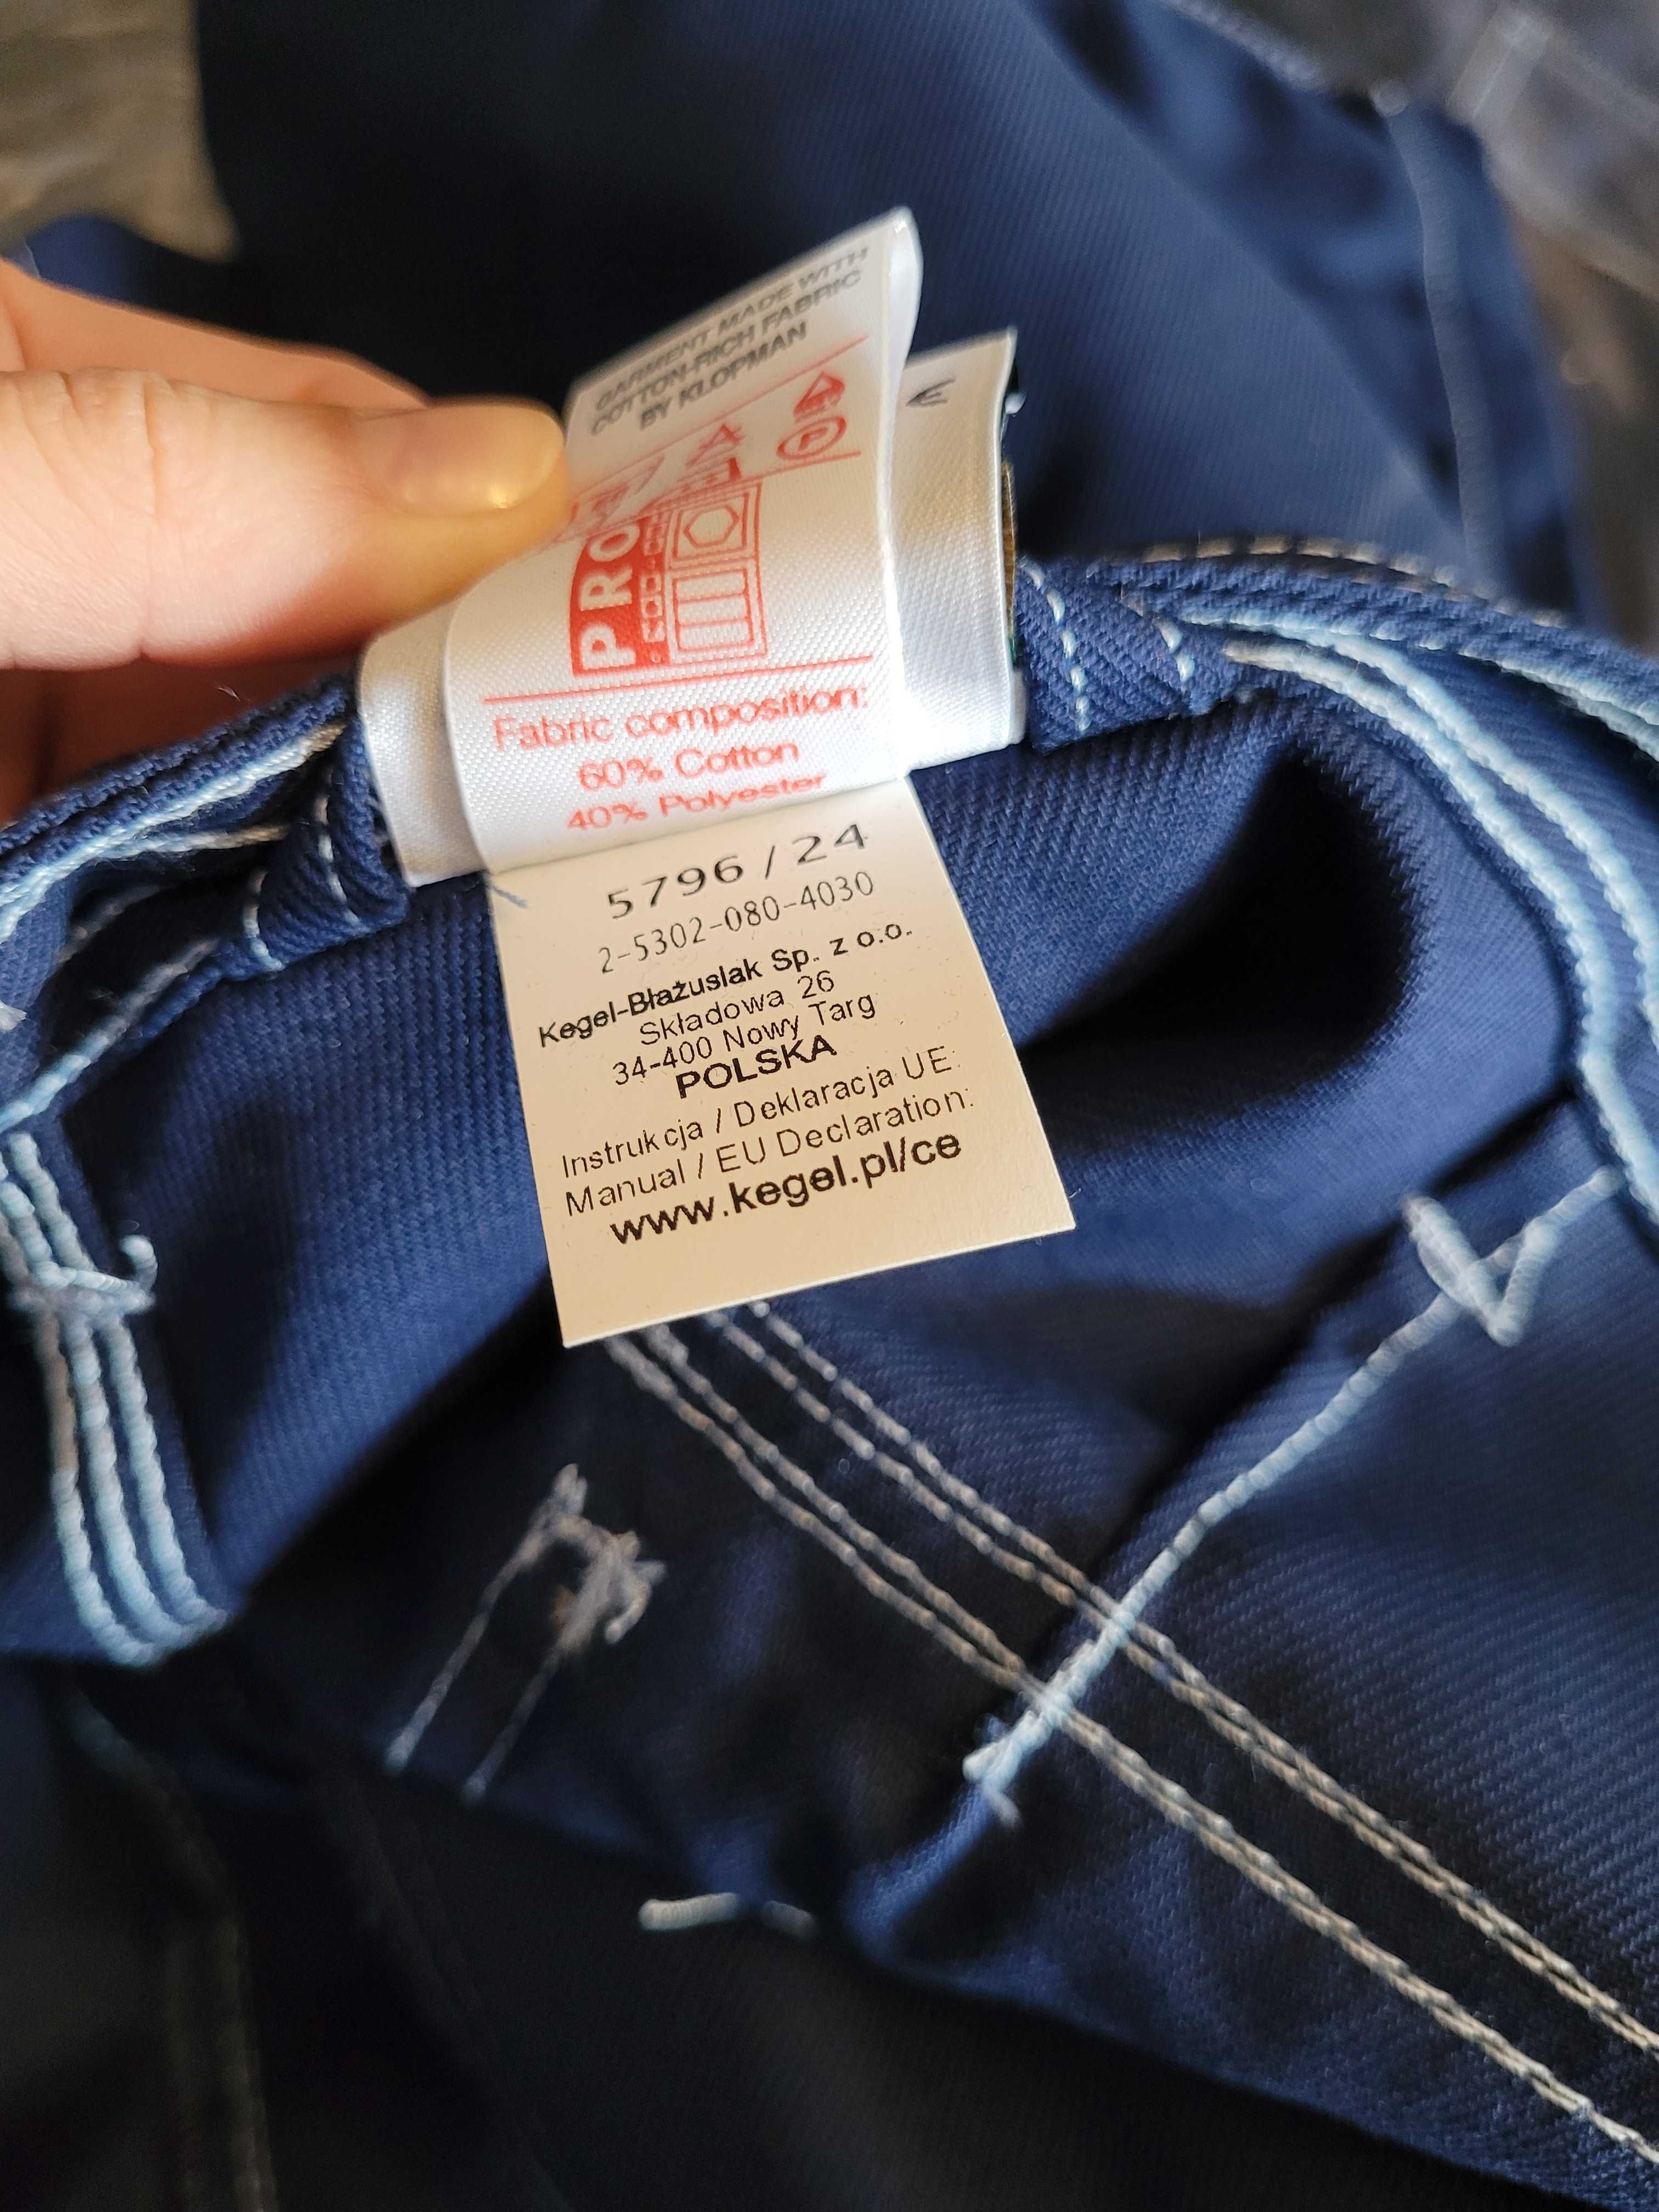 GARMENT MADE WITH
COTTON-RICH FABRIC
BY KLOPMAN
P
PRO
Fabric composition:
60% Cotton
40% Polyester
5796/24
2-5302-080-4030
Kegel-Błażusiak Sp. z o.o.
Składowa 26
34-400 Nowy Targ
POLSKA
Instrukcja / Deklaracja UE:
Manual / EU Declaration:
www.kegel.pl/ce